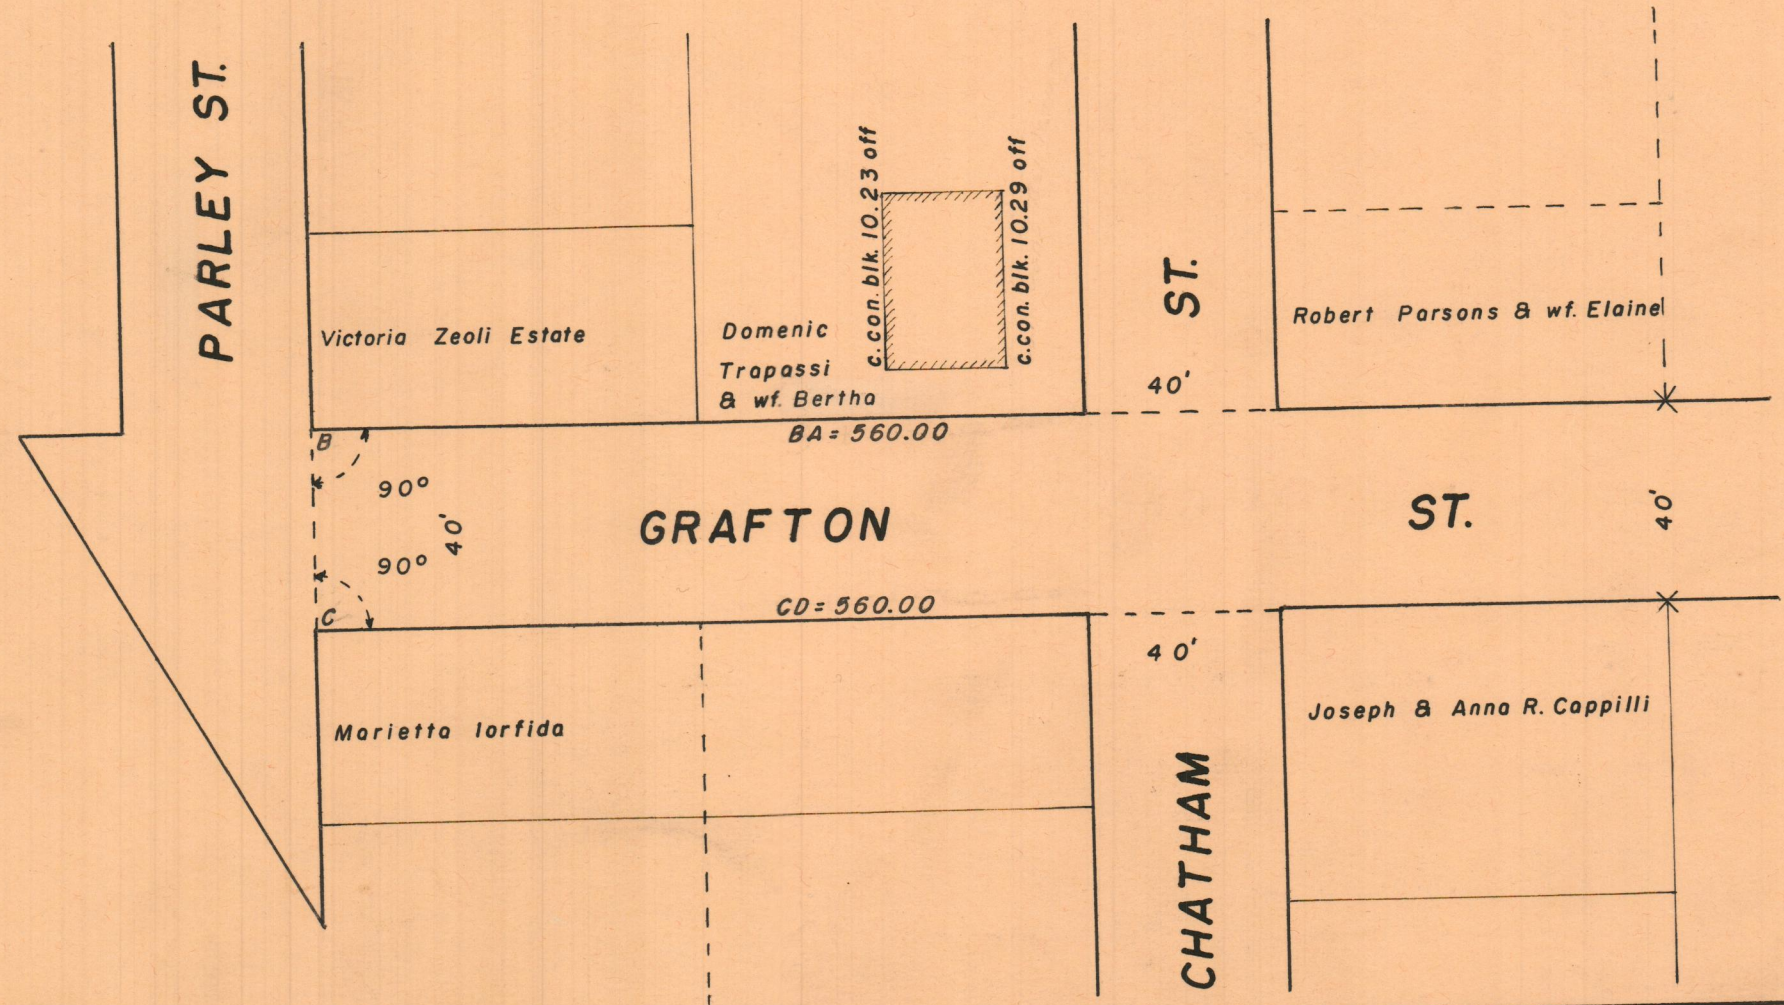 PARLEY ST.
Victoria Zeoli Estate
Domenic
Trapassi
& wf. Bertha
c.con.blk. 10.23 off
c.con.blk. 10.29 off
ST.
40'
Robert Parsons & wf. Elaine
B
BA = 560.00
90°
40'
90°
GRAFTON
ST.
40'
C
CD = 560.00
40'
Marietta Iorfida
CHATHAM
Joseph & Anna R. Cappilli